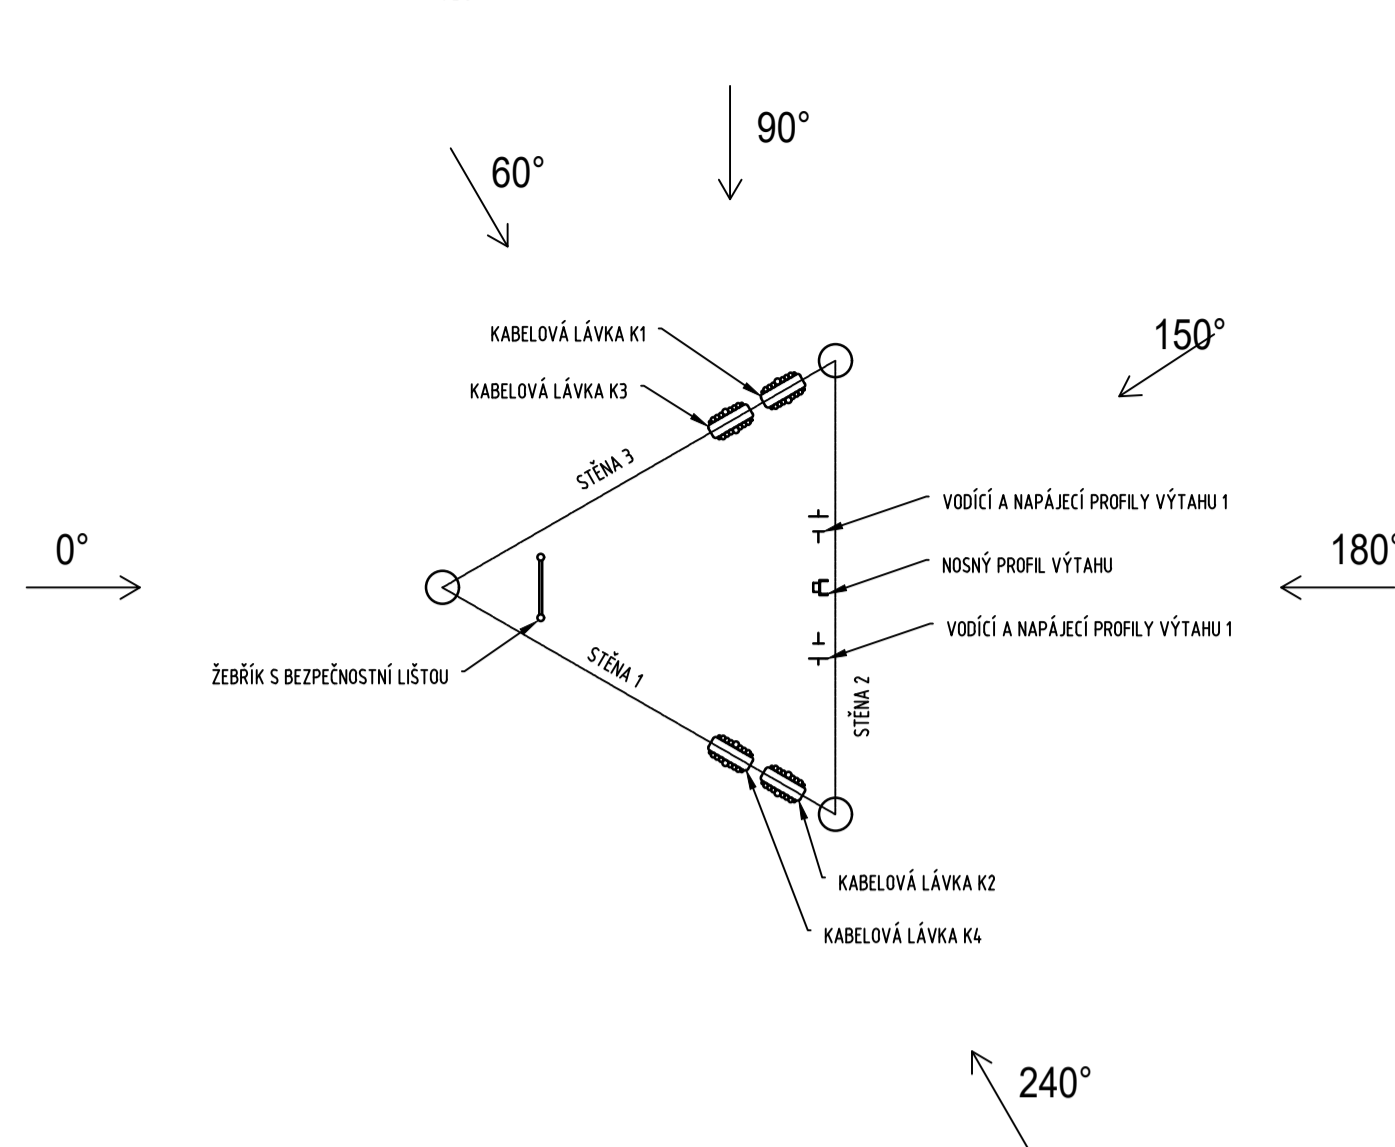 90°
60°
150°
KABELOVÁ LÁVKA K1
KABELOVÁ LÁVKA K3
STĚNA 3
VODÍCÍ A NAPÁJECÍ PROFILY VÝTAHU 1
0°
180°
NOSNÝ PROFIL VÝTAHU
VODÍCÍ A NAPÁJECÍ PROFILY VÝTAHU 1
ŽEBŘÍK S BEZPEČNOSTNÍ LIŠTOU
STĚNA 1
STĚNA 2
KABELOVÁ LÁVKA K2
KABELOVÁ LÁVKA K4
240°